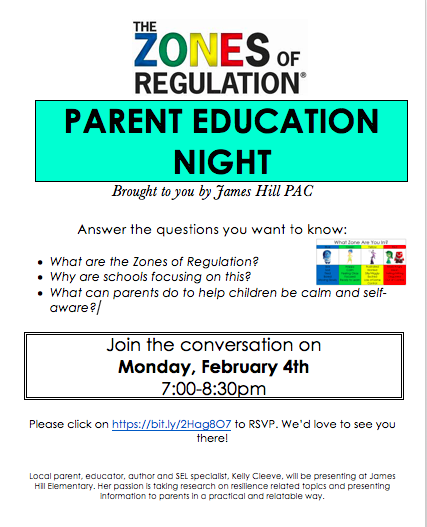 THE
ZONES OF
REGULATION®
PARENT EDUCATION
NIGHT
Brought to you by James Hill PAC
Answer the questions you want to know:
What Zone Are You In?
• What are the Zones of Regulation?
• Why are schools focusing on this?
• What can parents do to help children be calm and self-
aware?
Join the conversation on
Monday, February 4th
7:00-8:30pm
Please click on https://bit.ly/2Hag8O7 to RSVP. We'd love to see you
there!
Local parent, educator, author and SEL specialist, Kelly Cleeve, will be presenting at James
Hill Elementary. Her passion is taking research on resilience related topics and presenting
information to parents in a practical and relatable way.